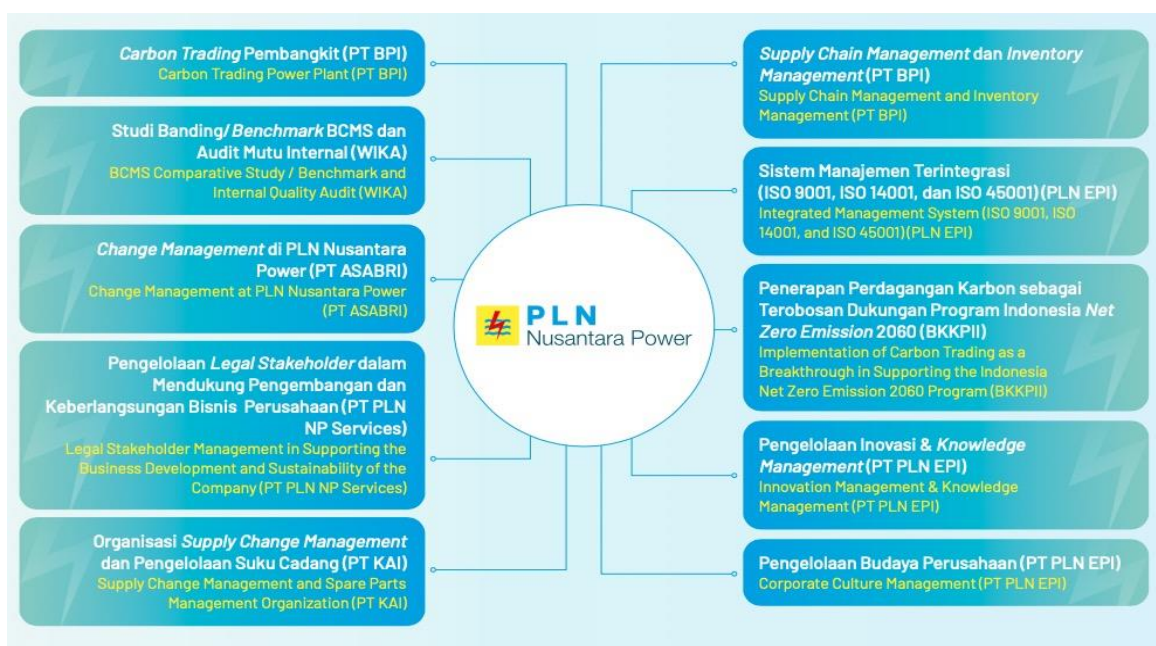 Carbon Trading Pembangkit (PT BPI)
Carbon Trading Power Plant (PT BPI)
Studi Banding/Benchmark BCMS dan
Audit Mutu Internal (WIKA)
BCMS Comparative Study / Benchmark and
Internal Quality Audit (WIKA)
Change Management di PLN Nusantara
Power (PT ASABRI)
Change Management at PLN Nusantara Power
(PT ASABRI)
Pengelolaan Legal Stakeholder dalam
Mendukung Pengembangan dan
Keberlangsungan Bisnis Perusahaan (PT PLN
NP Services)
Legal Stakeholder Management in Supporting the
Business Development and Sustainability of the
Company (PT PLN NP Services)
Organisasi Supply Change Management
dan Pengelolaan Suku Cadang (PT KAI)
Supply Change Management and Spare Parts
Management Organization (PT KAI)
PLN
Nusantara Power
Supply Chain Management dan Inventory
Management (PT BPI)
Supply Chain Management and Inventory
Management (PT BPI)
Sistem Manajemen Terintegrasi
(ISO 9001, ISO 14001, dan ISO 45001) (PLN EPI)
Integrated Management System (ISO 9001, ISO
14001, and ISO 45001) (PLN EPI)
Penerapan Perdagangan Karbon sebagai
Terobosan Dukungan Program Indonesia Net
Zero Emission 2060 (BKKPII)
Implementation of Carbon Trading as a
Breakthrough in Supporting the Indonesia
Net Zero Emission 2060 Program (BKKPII)
Pengelolaan Inovasi & Knowledge
Management (PT PLN EPI)
Innovation Management & Knowledge
Management (PT PLN EPI)
Pengelolaan Budaya Perusahaan (PT PLN EPI)
Corporate Culture Management (PT PLN EPI)